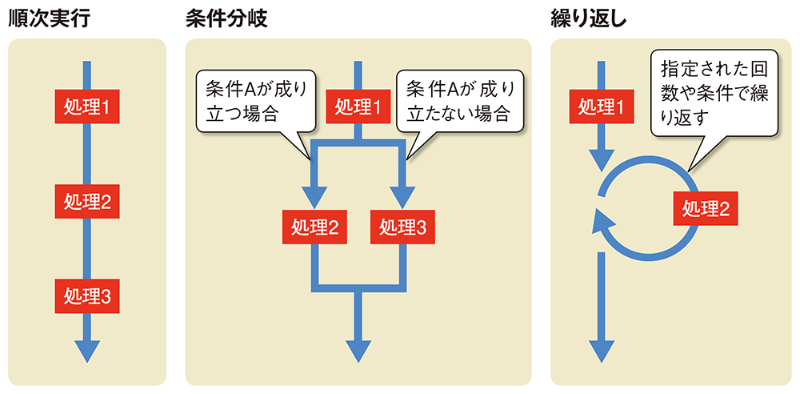 順次実行
処理1
処理2
処理3
条件分岐
条件Aが成り
立つ場合
処理1
条件Aが成り
立たない場合
処理2
処理3
繰り返し
処理1
指定された回
数や条件で繰
り返す
処理2